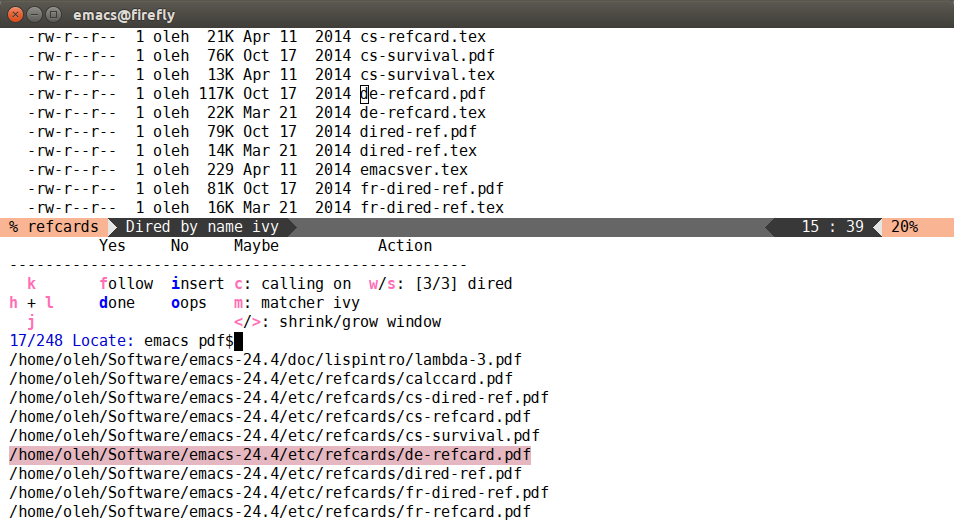 emacs@firefly
-rw-r--r--  1 oleh  21K Apr 11  2014 cs-refcard.tex
-rw-r--r--  1 oleh  76K Oct 17  2014 cs-survival.pdf
-rw-r--r--  1 oleh  13K Apr 11  2014 cs-survival.tex
-rw-r--r--  1 oleh 117K Oct 17  2014 de-refcard.pdf
-rw-r--r--  1 oleh  22K Mar 21  2014 de-refcard.tex
-rw-r--r--  1 oleh  79K Oct 17  2014 dired-ref.pdf
-rw-r--r--  1 oleh  14K Mar 21  2014 dired-ref.tex
-rw-r--r--  1 oleh  229 Apr 11  2014 emacsver.tex
-rw-r--r--  1 oleh  81K Oct 17  2014 fr-dired-ref.pdf
-rw-r--r--  1 oleh  16K Mar 21  2014 fr-dired-ref.tex
% refcards  Dired by name ivy  15 : 39  20%
          Yes     No     Maybe           Action
---------------------------------------------------
  k       follow  insert c: calling on  w/s: [3/3] dired
h + l     done    oops   m: matcher ivy
  j                      </>: shrink/grow window
17/248 Locate: emacs pdf$
/home/oleh/Software/emacs-24.4/doc/lispintro/lambda-3.pdf
/home/oleh/Software/emacs-24.4/etc/refcards/calccard.pdf
/home/oleh/Software/emacs-24.4/etc/refcards/cs-dired-ref.pdf
/home/oleh/Software/emacs-24.4/etc/refcards/cs-refcard.pdf
/home/oleh/Software/emacs-24.4/etc/refcards/cs-survival.pdf
/home/oleh/Software/emacs-24.4/etc/refcards/de-refcard.pdf
/home/oleh/Software/emacs-24.4/etc/refcards/dired-ref.pdf
/home/oleh/Software/emacs-24.4/etc/refcards/fr-dired-ref.pdf
/home/oleh/Software/emacs-24.4/etc/refcards/fr-refcard.pdf